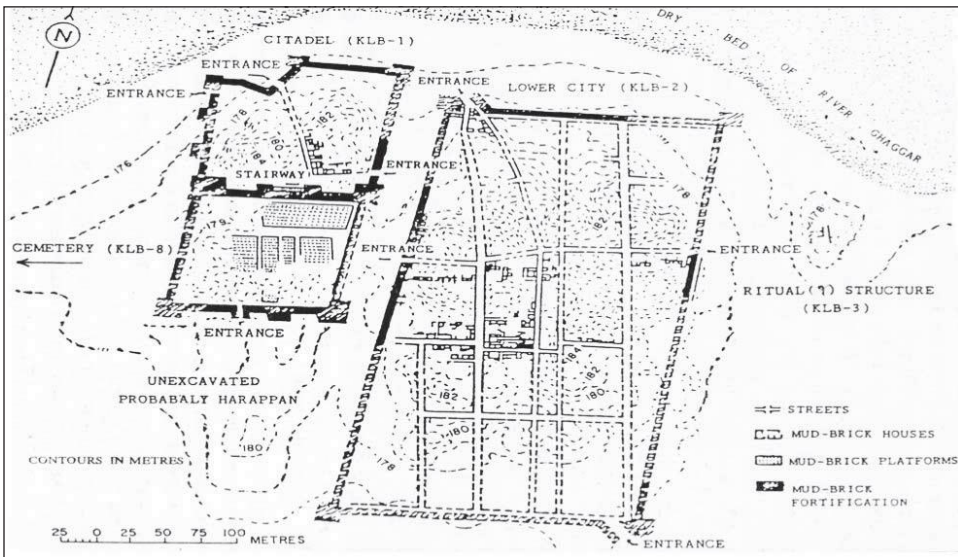 N
DRY BED OF RIVER GHAGGAR
CITADEL (KLB-1)
ENTRANCE
ENTRANCE
ENTRANCE
LOWER CITY (KLB-2)
178
180
182
184
176
STAIRWAY
ENTRANCE
178
182
178
179
CEMETERY (KLB-8)
ENTRANCE
ENTRANCE
RITUAL(?) STRUCTURE
(KLB-3)
ENTRANCE
UNEXCAVATED
PROBABALY HARAPPAN
184
182
180
182
180
180
178
CONTOURS IN METRES
STREETS
MUD-BRICK HOUSES
MUD-BRICK PLATFORMS
MUD-BRICK
FORTIFICATION
25 0 25 50 75 100 METRES
ENTRANCE